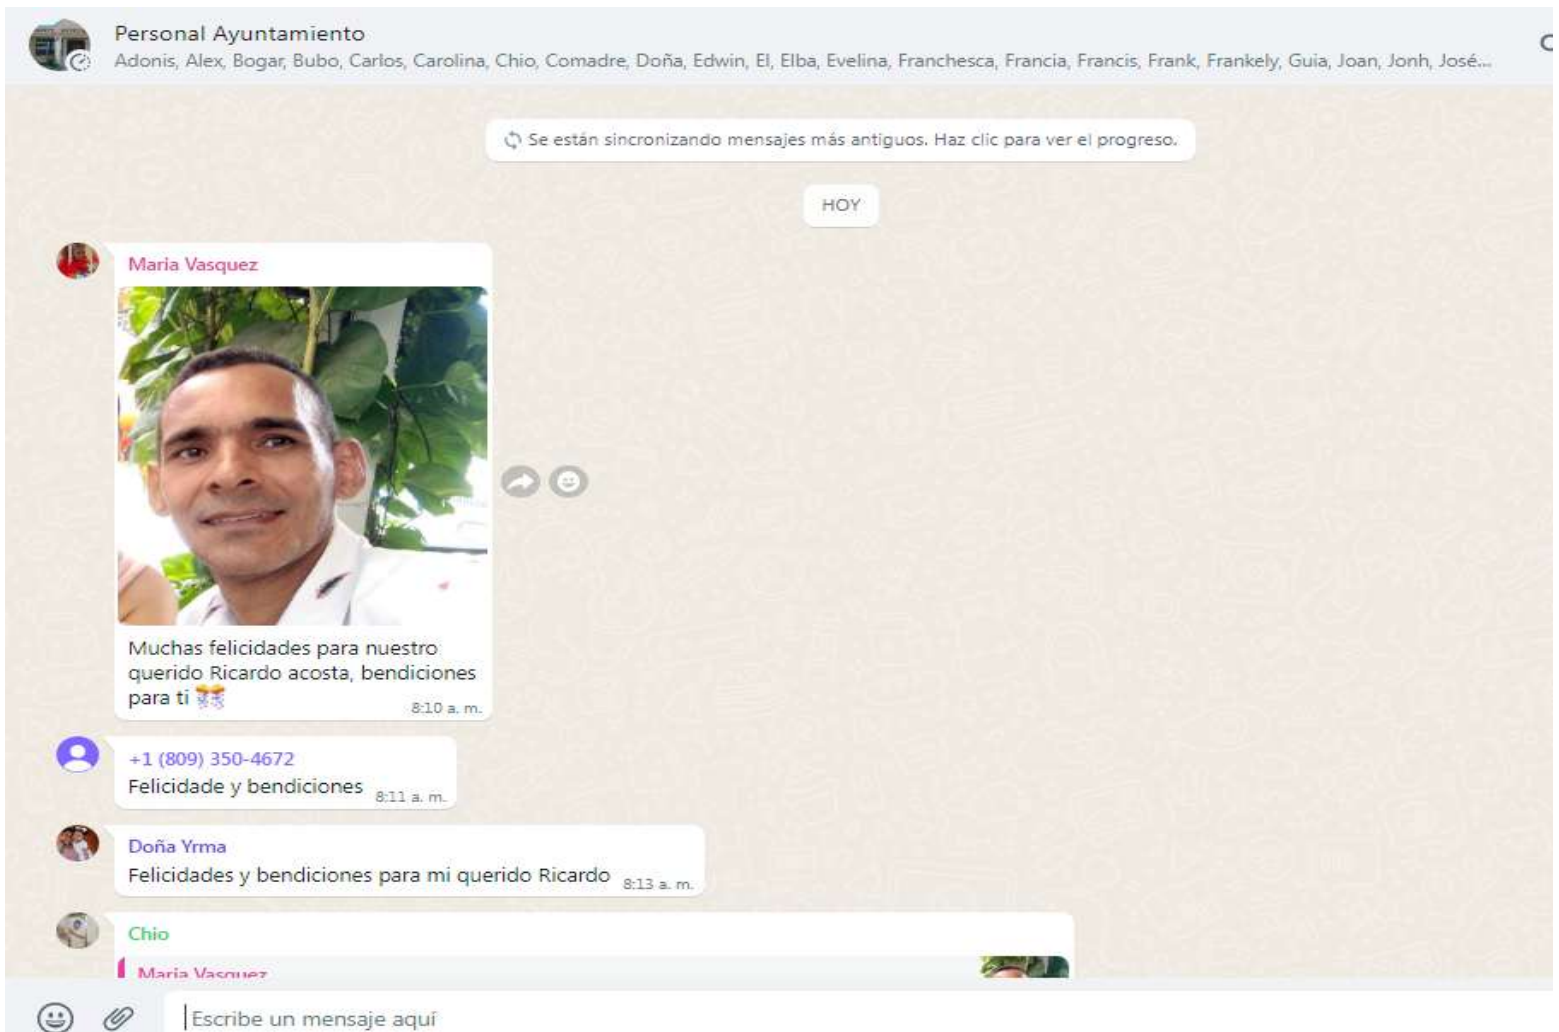 Personal Ayuntamiento
Adonis, Alex, Bogar, Bubo, Carlos, Carolina, Chio, Comadre, Doña, Edwin, El, Elba, Evelina, Franchesca, Francia, Francis, Frank, Frankely, Guia, Joan, Jonh, José...
Se están sincronizando mensajes más antiguos. Haz clic para ver el progreso.
HOY
Maria Vasquez
Muchas felicidades para nuestro
querido Ricardo acosta, bendiciones
para ti 🎊🎊
8:10 a. m.
+1 (809) 350-4672
Felicidade y bendiciones 8:11 a. m.
Doña Yrma
Felicidades y bendiciones para mi querido Ricardo 8:13 a. m.
Chio
Maria Vasquez
Escribe un mensaje aquí